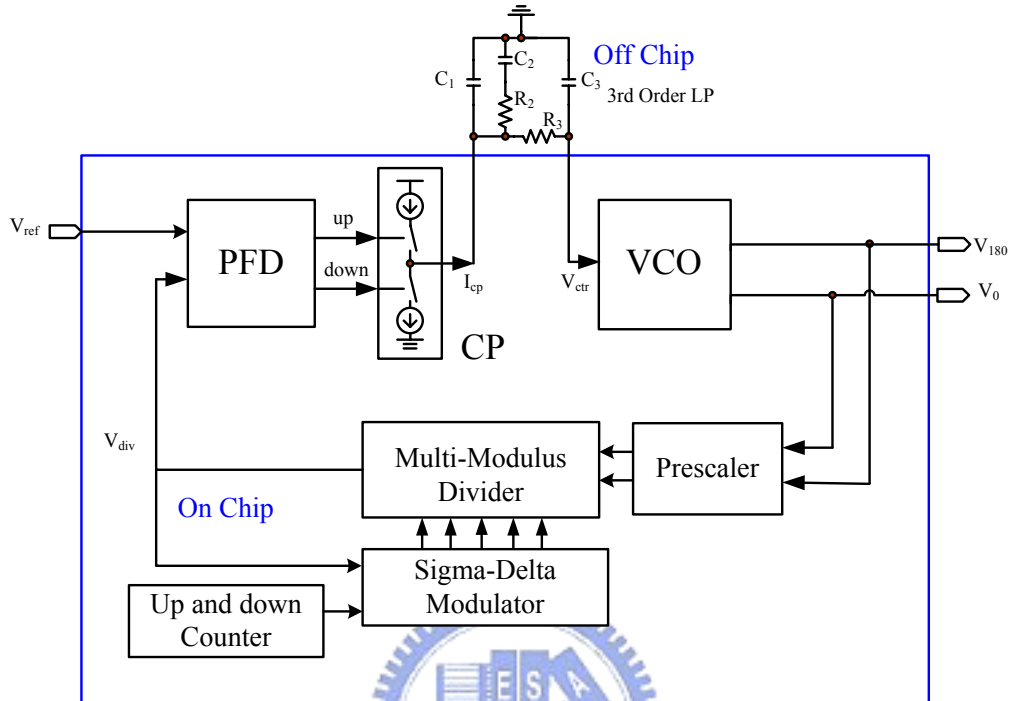 Off Chip
C₁
C₂
C₃
3rd Order LP
R₂
R₃
Vref
PFD
up
down
CP
Icp
Vctr
VCO
V180
V0
Vdiv
On Chip
Multi-Modulus
Divider
Prescaler
Sigma-Delta
Modulator
Up and down
Counter
E S A